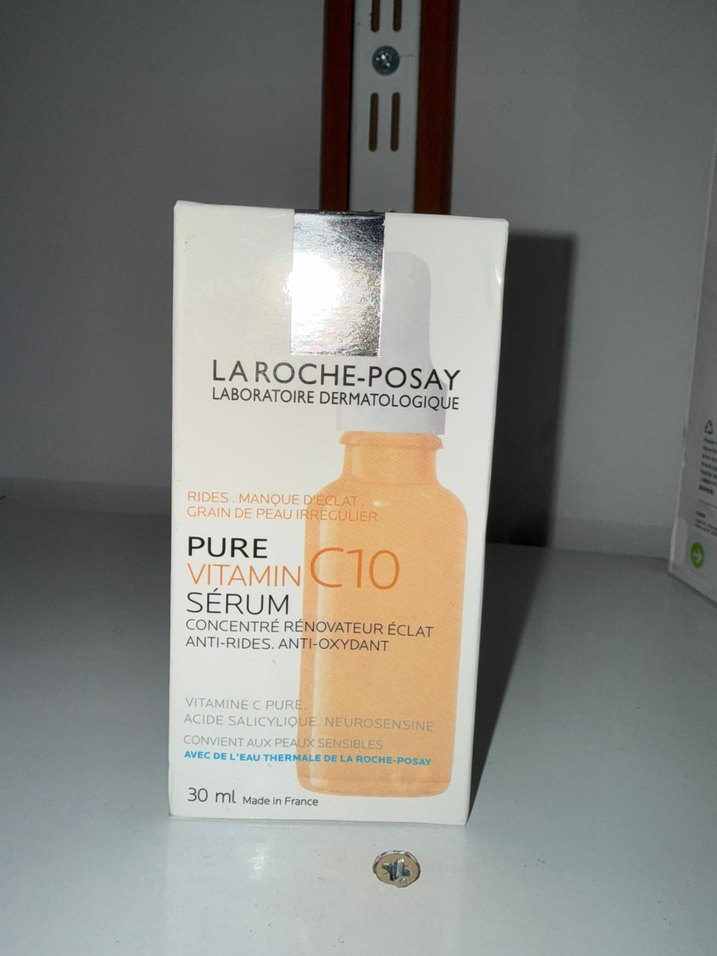 LA ROCHE-POSAY
LABORATOIRE DERMATOLOGIQUE
RIDES . MANQUE D'ÉCLAT .
GRAIN DE PEAU IRRÉGULIER
PURE
VITAMIN C10
SÉRUM
CONCENTRÉ RÉNOVATEUR ÉCLAT
ANTI-RIDES. ANTI-OXYDANT
VITAMINE C PURE.
ACIDE SALICYLIQUE. NEUROSENSINE
CONVIENT AUX PEAUX SENSIBLES
AVEC DE L'EAU THERMALE DE LA ROCHE-POSAY
30 ml Made in France